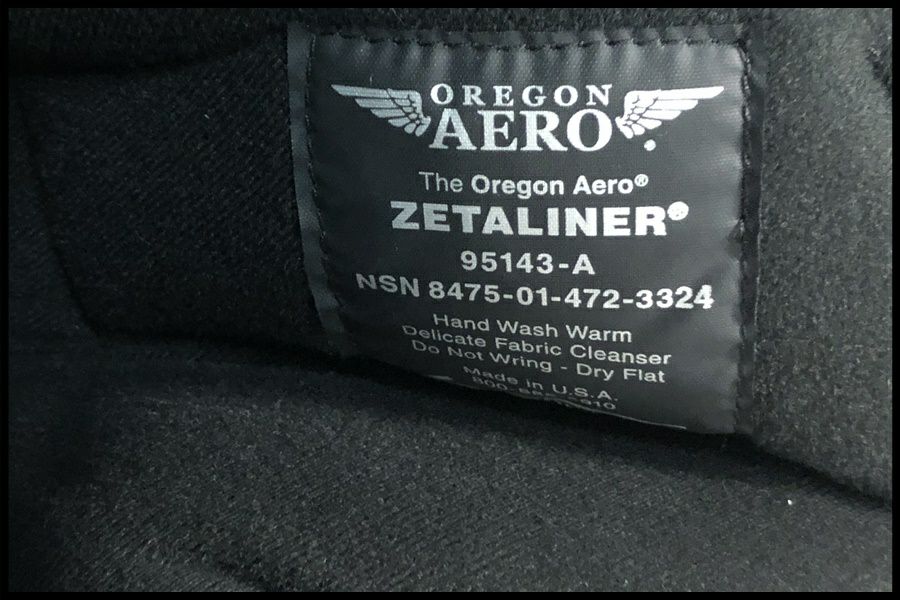 OREGON
AERO
The Oregon Aero®
ZETALINER®
95143-A
NSN 8475-01-472-3324
Hand Wash Warm
Delicate Fabric Cleanser
Do Not Wring - Dry Flat
Made in U.S.A.